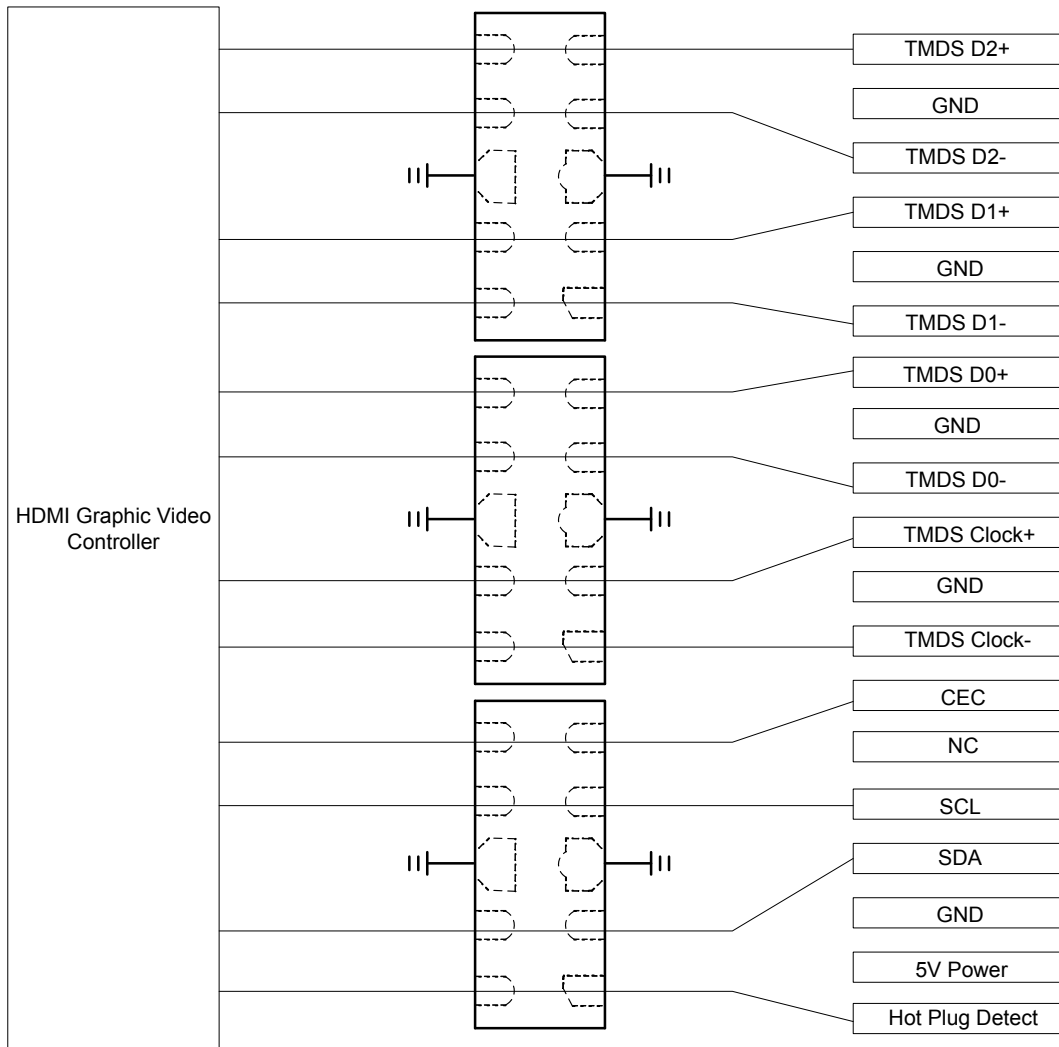 HDMI Graphic Video
Controller
TMDS D2+
GND
TMDS D2-
TMDS D1+
GND
TMDS D1-
TMDS D0+
GND
TMDS D0-
TMDS Clock+
GND
TMDS Clock-
CEC
NC
SCL
SDA
GND
5V Power
Hot Plug Detect